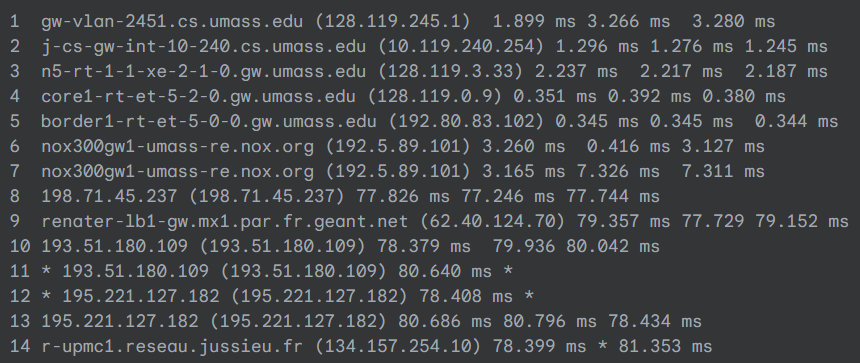 1 gw-vlan-2451.cs.umass.edu (128.119.245.1) 1.899 ms 3.266 ms 3.280 ms
2 j-cs-gw-int-10-240.cs.umass.edu (10.119.240.254) 1.296 ms 1.276 ms 1.245 ms
3 n5-rt-1-1-xe-2-1-0.gw.umass.edu (128.119.3.33) 2.237 ms 2.217 ms 2.187 ms
4 core1-rt-et-5-2-0.gw.umass.edu (128.119.0.9) 0.351 ms 0.392 ms 0.380 ms
5 border1-rt-et-5-0-0.gw.umass.edu (192.80.83.102) 0.345 ms 0.345 ms 0.344 ms
6 nox300gw1-umass-re.nox.org (192.5.89.101) 3.260 ms 0.416 ms 3.127 ms
7 nox300gw1-umass-re.nox.org (192.5.89.101) 3.165 ms 7.326 ms 7.311 ms
8 198.71.45.237 (198.71.45.237) 77.826 ms 77.246 ms 77.744 ms
9 renater-lb1-gw.mx1.par.fr.geant.net (62.40.124.70) 79.357 ms 77.729 79.152 ms
10 193.51.180.109 (193.51.180.109) 78.379 ms 79.936 80.042 ms
11 * 193.51.180.109 (193.51.180.109) 80.640 ms *
12 * 195.221.127.182 (195.221.127.182) 78.408 ms *
13 195.221.127.182 (195.221.127.182) 80.686 ms 80.796 ms 78.434 ms
14 r-upmc1.reseau.jussieu.fr (134.157.254.10) 78.399 ms * 81.353 ms